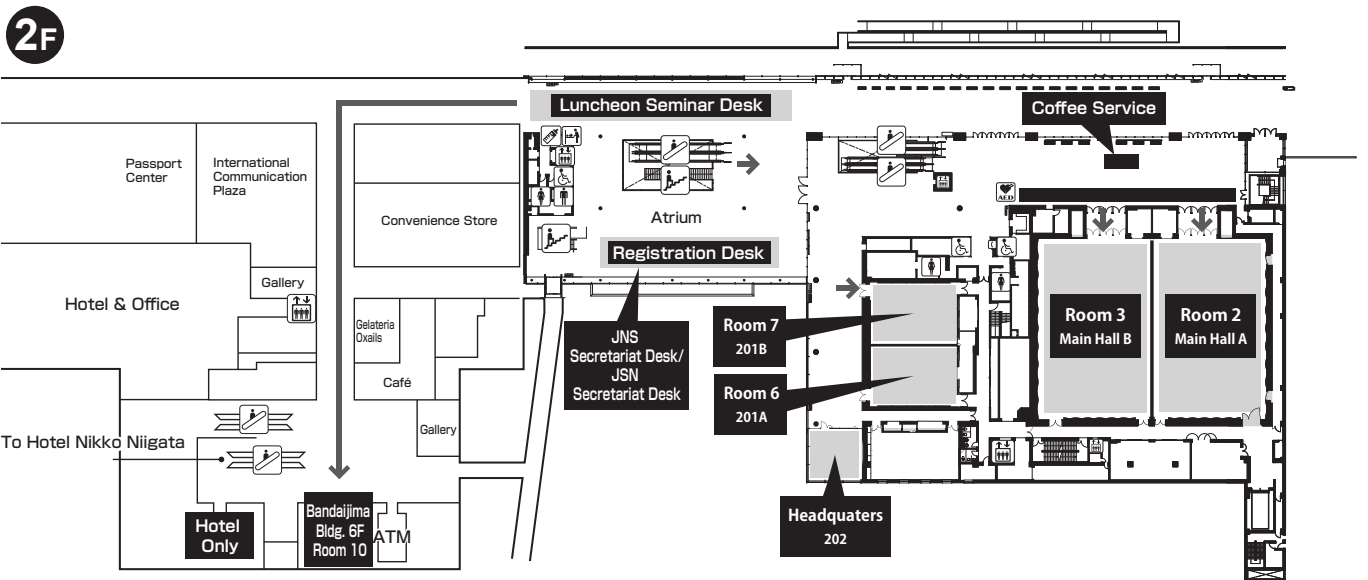 2F
Luncheon Seminar Desk
Coffee Service
Passport
Center
International
Communication
Plaza
Convenience Store
Atrium
AED
Registration Desk
Gallery
Hotel & Office
Gelateria
Oxails
Café
Gallery
JNS
Secretariat Desk/
JSN
Secretariat Desk
Room 7
201B
Room 6
201A
Room 3
Main Hall B
Room 2
Main Hall A
To Hotel Nikko Niigata
Hotel
Only
Bandaijima
Bldg. 6F
Room 10
ATM
Headquaters
202